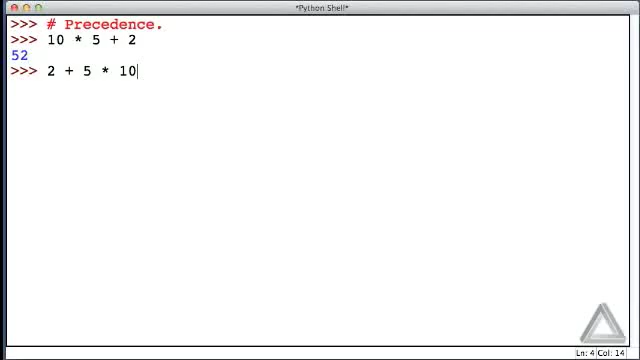 *Python Shell*
>>> # Precedence.
>>> 10 * 5 + 2
52
>>> 2 + 5 * 10
Ln: 4 Col: 14